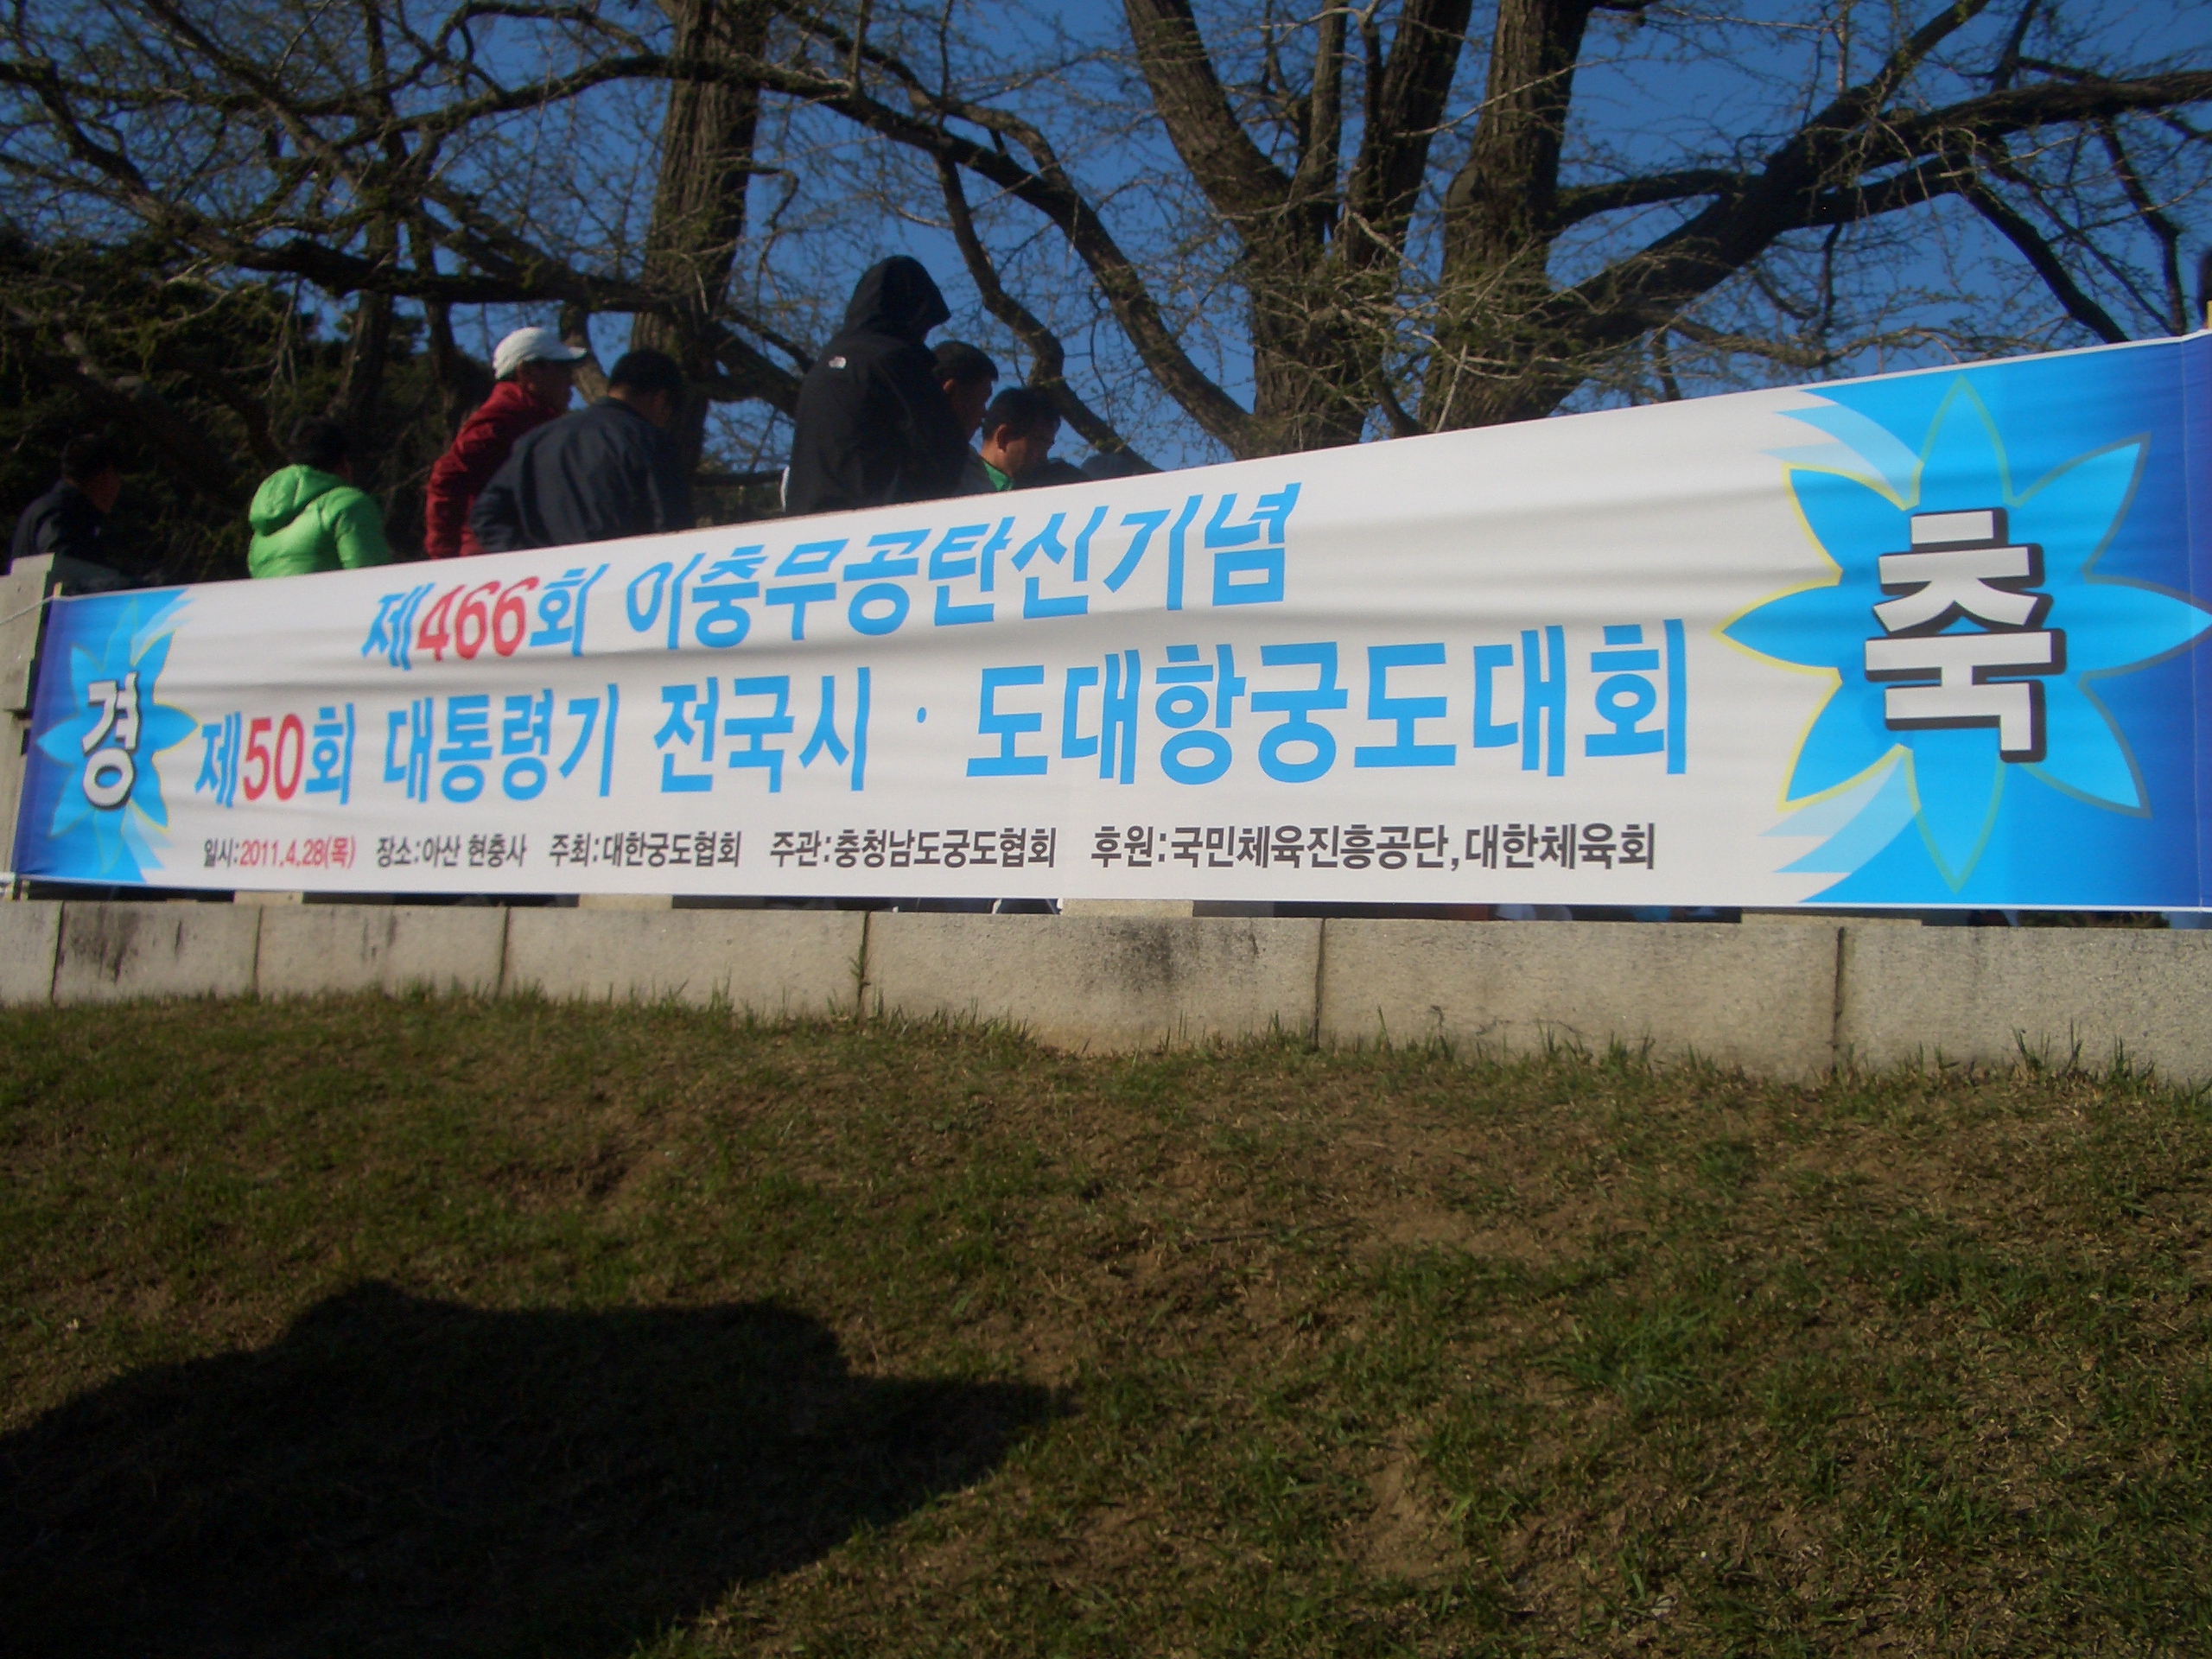 경축
제466회 이충무공탄신기념
제50회 대통령기 전국시·도대항궁도대회
일시:2011.4.28(목) 장소:아산 현충사 주최:대한궁도협회 주관:충청남도궁도협회 후원:국민체육진흥공단,대한체육회